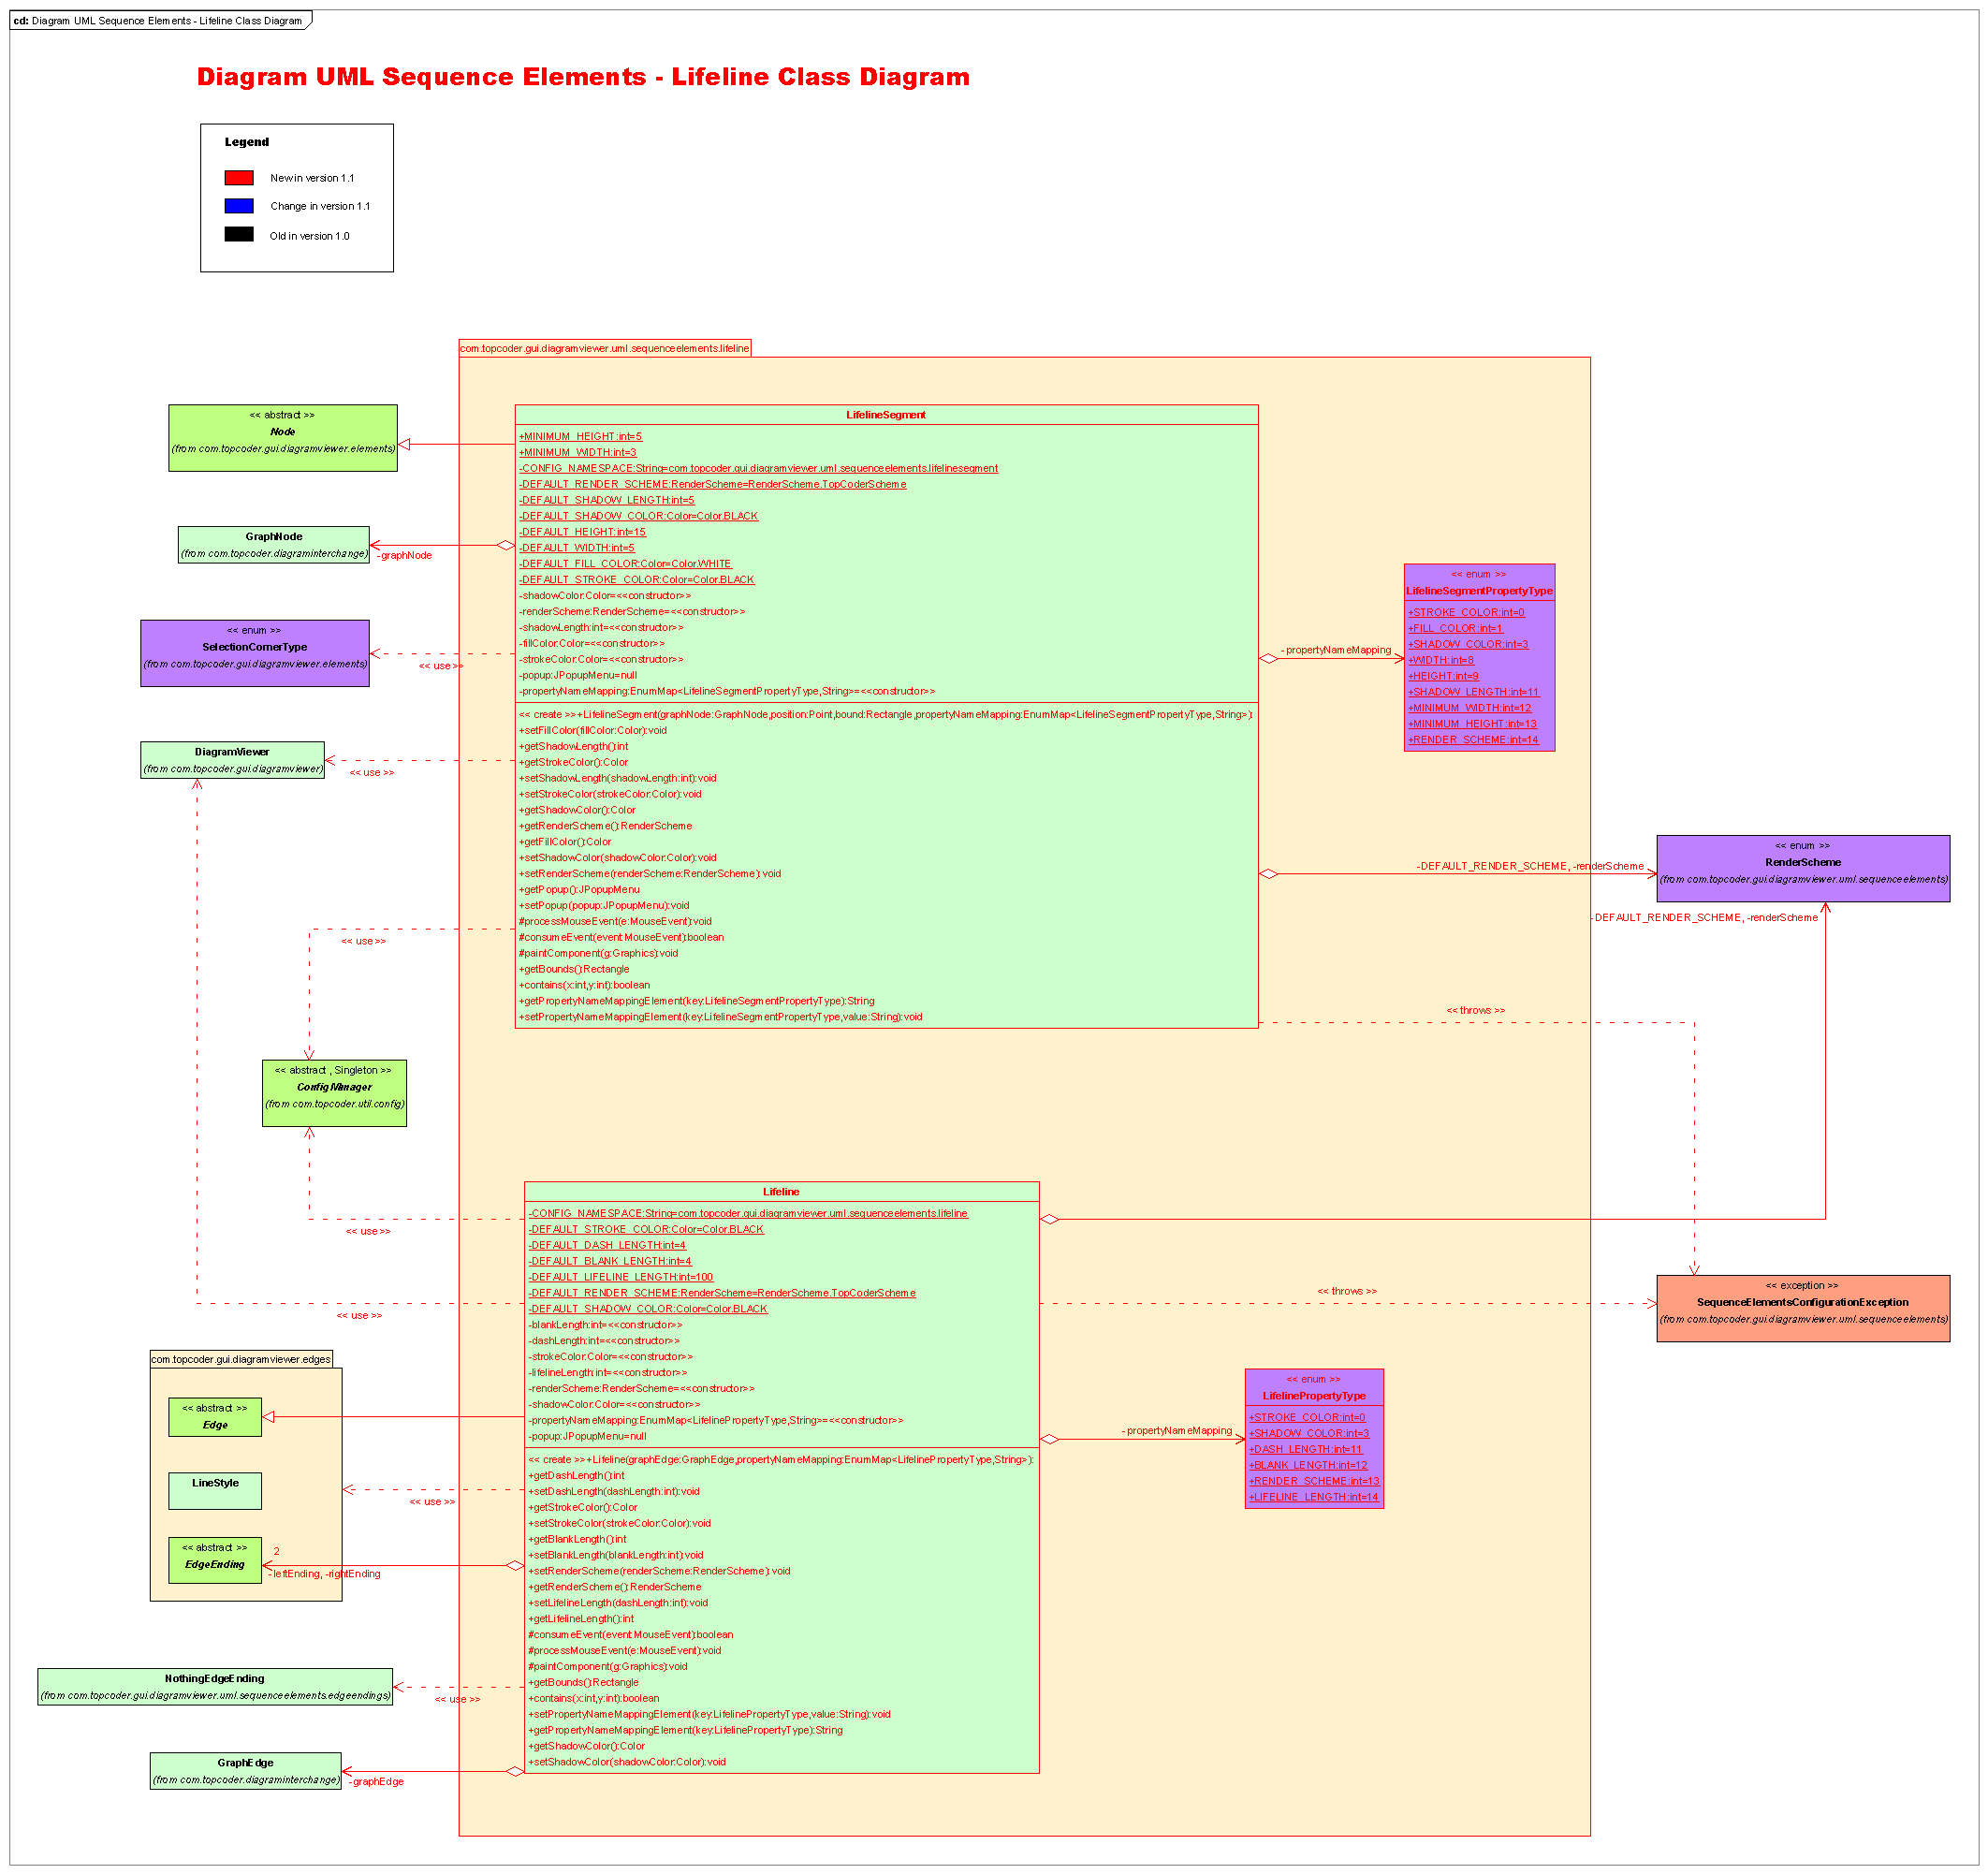 cd: Diagram UML Sequence Elements - Lifeline Class Diagram
Diagram UML Sequence Elements - Lifeline Class Diagram
Legend
New in version 1.1
Change in version 1.1
Old in version 1.0
com.topcoder.gui.diagramviewer.uml.sequenceelements.lifeline
<< abstract >>
Node
(from com.topcoder.gui.diagramviewer.elements)
GraphNode
(from com.topcoder.diagraminterchange)
-graphNode
<< enum >>
SelectionCornerType
(from com.topcoder.gui.diagramviewer.elements)
<< use >>
DiagramViewer
(from com.topcoder.gui.diagramviewer)
<< use >>
LifelineSegment
+MINIMUM_HEIGHT:int=5
+MINIMUM_WIDTH:int=3
-CONFIG_NAMESPACE:String=com.topcoder.gui.diagramviewer.uml.sequenceelements.lifelinesegment
-DEFAULT_RENDER_SCHEME:RenderScheme=RenderScheme.TopCoderScheme
-DEFAULT_SHADOW_LENGTH:int=5
-DEFAULT_SHADOW_COLOR:Color=Color.BLACK
-DEFAULT_HEIGHT:int=15
-DEFAULT_WIDTH:int=5
-DEFAULT_FILL_COLOR:Color=Color.WHITE
-DEFAULT_STROKE_COLOR:Color=Color.BLACK
-shadowColor:Color=<<constructor>>
-renderScheme:RenderScheme=<<constructor>>
-shadowLength:int=<<constructor>>
-fillColor:Color=<<constructor>>
-strokeColor:Color=<<constructor>>
-popup:JPopupMenu=null
-propertyNameMapping:EnumMap<LifelineSegmentPropertyType,String>=<<constructor>>
<< create >>+LifelineSegment(graphNode:GraphNode,position:Point,bound:Rectangle,propertyNameMapping:EnumMap<LifelineSegmentPropertyType,String>):
+setFillColor(fillColor:Color):void
+getShadowLength():int
+getStrokeColor():Color
+setShadowLength(shadowLength:int):void
+setStrokeColor(strokeColor:Color):void
+getShadowColor():Color
+getRenderScheme():RenderScheme
+getFillColor():Color
+setShadowColor(shadowColor:Color):void
+setRenderScheme(renderScheme:RenderScheme):void
+getPopup():JPopupMenu
+setPopup(popup:JPopupMenu):void
#processMouseEvent(e:MouseEvent):void
#consumeEvent(event:MouseEvent):boolean
#paintComponent(g:Graphics):void
+getBounds():Rectangle
+contains(x:int,y:int):boolean
+getPropertyNameMappingElement(key:LifelineSegmentPropertyType):String
+setPropertyNameMappingElement(key:LifelineSegmentPropertyType,value:String):void
-propertyNameMapping
<< enum >>
LifelineSegmentPropertyType
+STROKE_COLOR:int=0
+FILL_COLOR:int=1
+SHADOW_COLOR:int=3
+WIDTH:int=8
+HEIGHT:int=9
+SHADOW_LENGTH:int=11
+MINIMUM_WIDTH:int=12
+MINIMUM_HEIGHT:int=13
+RENDER_SCHEME:int=14
-DEFAULT_RENDER_SCHEME, -renderScheme
<< enum >>
RenderScheme
(from com.topcoder.gui.diagramviewer.uml.sequenceelements)
-DEFAULT_RENDER_SCHEME, -renderScheme
<< use >>
<< throws >>
<< abstract , Singleton >>
ConfigManager
(from com.topcoder.util.config)
<< use >>
<< use >>
Lifeline
-CONFIG_NAMESPACE:String=com.topcoder.gui.diagramviewer.uml.sequenceelements.lifeline
-DEFAULT_STROKE_COLOR:Color=Color.BLACK
-DEFAULT_DASH_LENGTH:int=4
-DEFAULT_BLANK_LENGTH:int=4
-DEFAULT_LIFELINE_LENGTH:int=100
-DEFAULT_RENDER_SCHEME:RenderScheme=RenderScheme.TopCoderScheme
-DEFAULT_SHADOW_COLOR:Color=Color.BLACK
-blankLength:int=<<constructor>>
-dashLength:int=<<constructor>>
-strokeColor:Color=<<constructor>>
-lifelineLength:int=<<constructor>>
-renderScheme:RenderScheme=<<constructor>>
-shadowColor:Color=<<constructor>>
-propertyNameMapping:EnumMap<LifelinePropertyType,String>=<<constructor>>
-popup:JPopupMenu=null
<< create >>+Lifeline(graphEdge:GraphEdge,propertyNameMapping:EnumMap<LifelinePropertyType,String>):
+getDashLength():int
+setDashLength(dashLength:int):void
+getStrokeColor():Color
+setStrokeColor(strokeColor:Color):void
+getBlankLength():int
+setBlankLength(blankLength:int):void
+setRenderScheme(renderScheme:RenderScheme):void
+getRenderScheme():RenderScheme
+setLifelineLength(dashLength:int):void
+getLifelineLength():int
#consumeEvent(event:MouseEvent):boolean
#processMouseEvent(e:MouseEvent):void
#paintComponent(g:Graphics):void
+getBounds():Rectangle
+contains(x:int,y:int):boolean
+setPropertyNameMappingElement(key:LifelinePropertyType,value:String):void
+getPropertyNameMappingElement(key:LifelinePropertyType):String
+getShadowColor():Color
+setShadowColor(shadowColor:Color):void
<< throws >>
<< exception >>
SequenceElementsConfigurationException
(from com.topcoder.gui.diagramviewer.uml.sequenceelements)
-propertyNameMapping
<< enum >>
LifelinePropertyType
+STROKE_COLOR:int=0
+SHADOW_COLOR:int=3
+DASH_LENGTH:int=11
+BLANK_LENGTH:int=12
+RENDER_SCHEME:int=13
+LIFELINE_LENGTH:int=14
com.topcoder.gui.diagramviewer.edges
<< abstract >>
Edge
LineStyle
<< use >>
<< abstract >>
EdgeEnding
2
-leftEnding, -rightEnding
NothingEdgeEnding
(from com.topcoder.gui.diagramviewer.uml.sequenceelements.edgeendings)
<< use >>
GraphEdge
(from com.topcoder.diagraminterchange)
-graphEdge